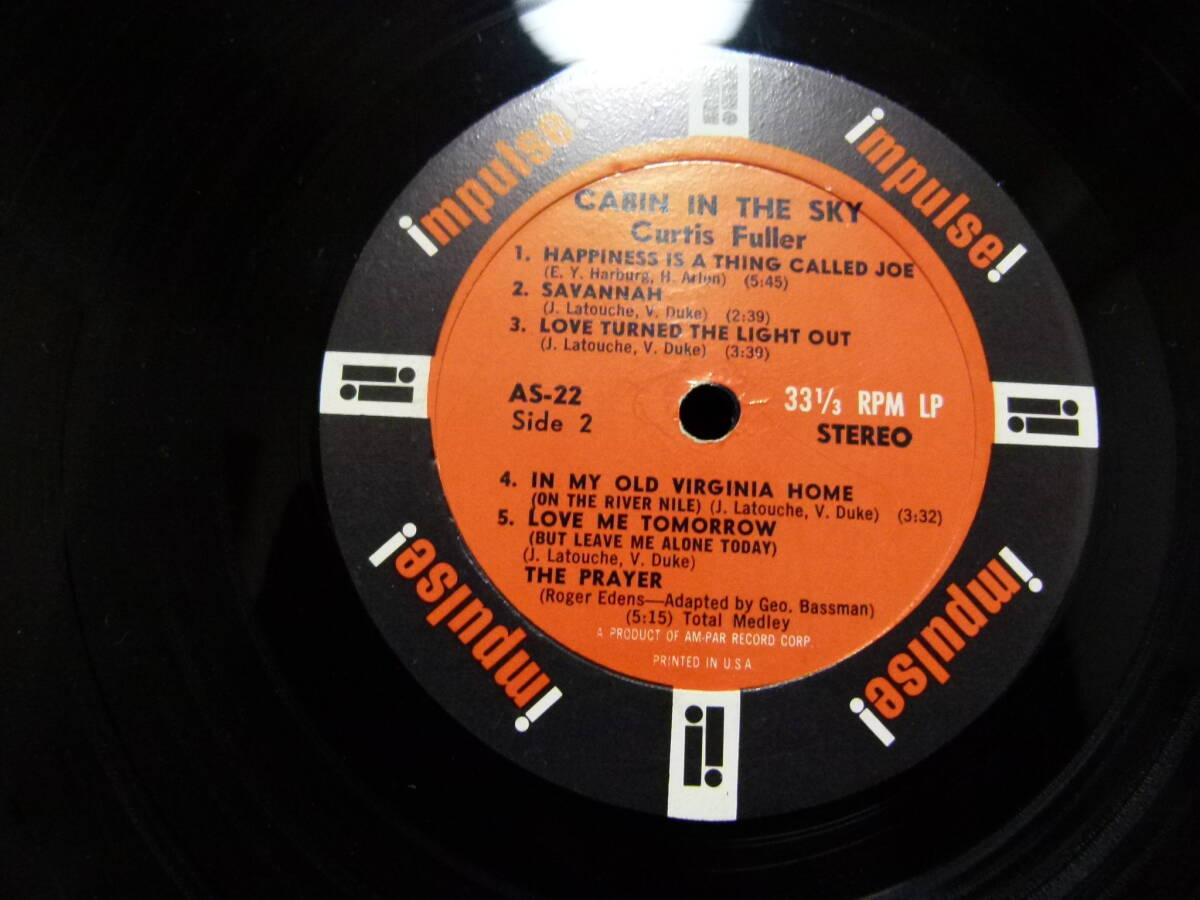 impulse!
impulse!
CABIN IN THE SKY
Curtis Fuller
1. HAPPINESS IS A THING CALLED JOE
(E. Y. Harburg, H. Arlen) (5:45)
2. SAVANNAH
(J. Latouche, V. Duke) (2:39)
3. LOVE TURNED THE LIGHT OUT
(J. Latouche, V. Duke) (3:39)
AS-22 33 1/3 RPM LP
Side 2 STEREO
4. IN MY OLD VIRGINIA HOME
(ON THE RIVER NILE) (J. Latouche, V. Duke) (3:32)
5. LOVE ME TOMORROW
(BUT LEAVE ME ALONE TODAY)
(J. Latouche, V. Duke)
THE PRAYER
(Roger Edens—Adapted by Geo. Bassman)
(5:15) Total Medley
A PRODUCT OF AM-PAR RECORD CORP.
PRINTED IN U.S.A
impulse!
impulse!